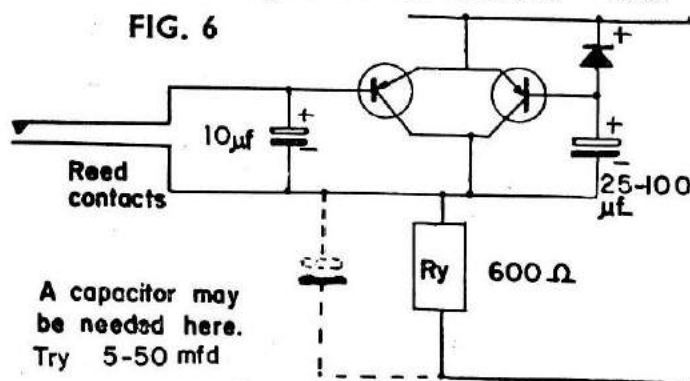 FIG. 6
+
10μf
+
-
+
-
Reed
contacts
25-100
μf
Ry
600 Ω
A capacitor may
be needed here.
Try 5-50 mfd